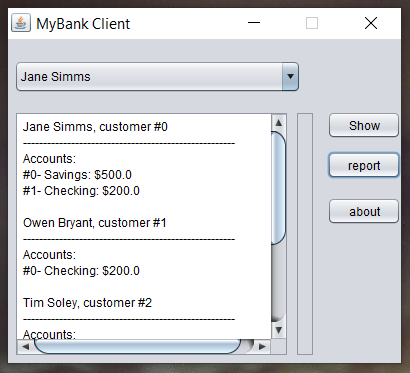 MyBank Client
Jane Simms
Jane Simms, customer #0
-----------------------------------------------------
Accounts:
#0- Savings: $500.0
#1- Checking: $200.0
Owen Bryant, customer #1
-----------------------------------------------------
Accounts:
#0- Checking: $200.0
Tim Soley, customer #2
-----------------------------------------------------
Accounts:
Show
report
about